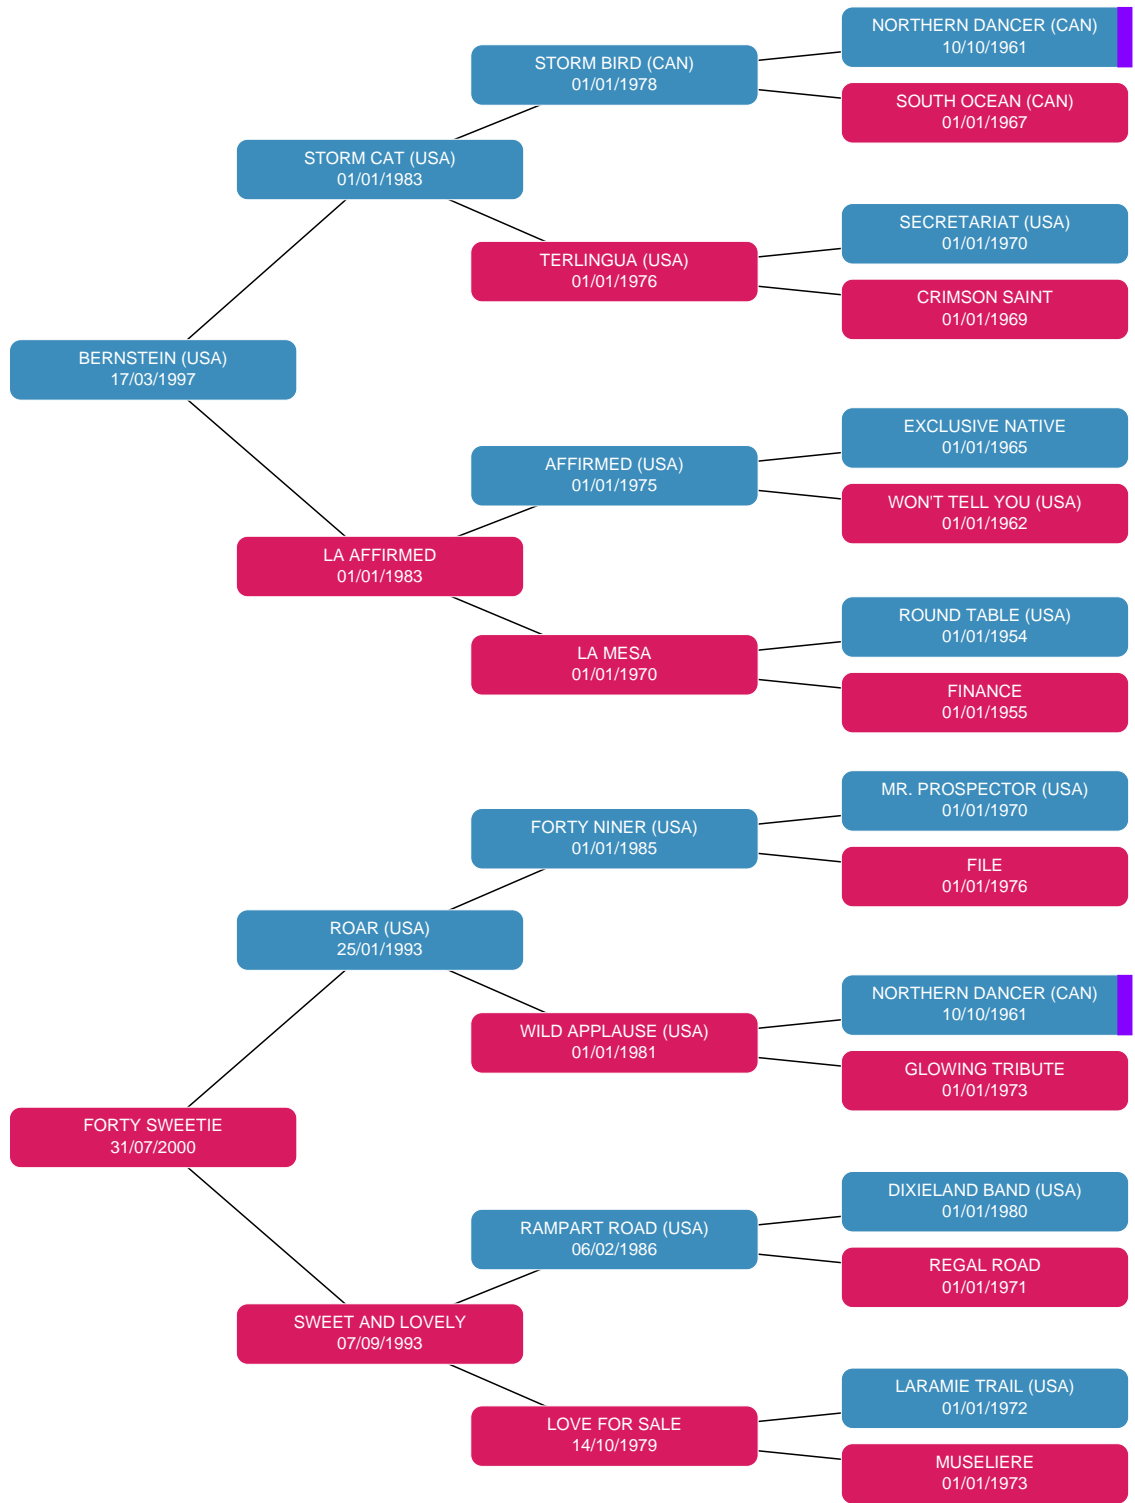 NORTHERN DANCER (CAN)
10/10/1961
STORM BIRD (CAN)
01/01/1978
SOUTH OCEAN (CAN)
01/01/1967
STORM CAT (USA)
01/01/1983
SECRETARIAT (USA)
01/01/1970
TERLINGUA (USA)
01/01/1976
CRIMSON SAINT
01/01/1969
BERNSTEIN (USA)
17/03/1997
EXCLUSIVE NATIVE
01/01/1965
AFFIRMED (USA)
01/01/1975
WON'T TELL YOU (USA)
01/01/1962
LA AFFIRMED
01/01/1983
ROUND TABLE (USA)
01/01/1954
LA MESA
01/01/1970
FINANCE
01/01/1955
MR. PROSPECTOR (USA)
01/01/1970
FORTY NINER (USA)
01/01/1985
FILE
01/01/1976
ROAR (USA)
25/01/1993
NORTHERN DANCER (CAN)
10/10/1961
WILD APPLAUSE (USA)
01/01/1981
GLOWING TRIBUTE
01/01/1973
FORTY SWEETIE
31/07/2000
DIXIELAND BAND (USA)
01/01/1980
RAMPART ROAD (USA)
06/02/1986
REGAL ROAD
01/01/1971
SWEET AND LOVELY
07/09/1993
LARAMIE TRAIL (USA)
01/01/1972
LOVE FOR SALE
14/10/1979
MUSELIERE
01/01/1973